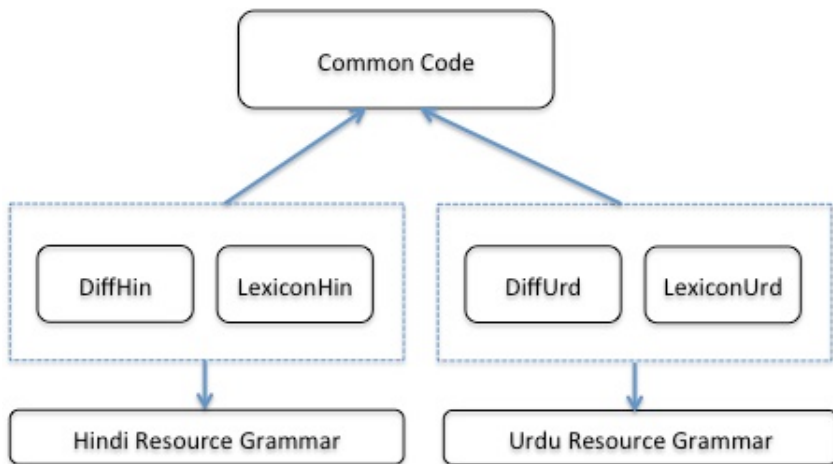 Common Code
DiffHin
LexiconHin
DiffUrd
LexiconUrd
Hindi Resource Grammar
Urdu Resource Grammar